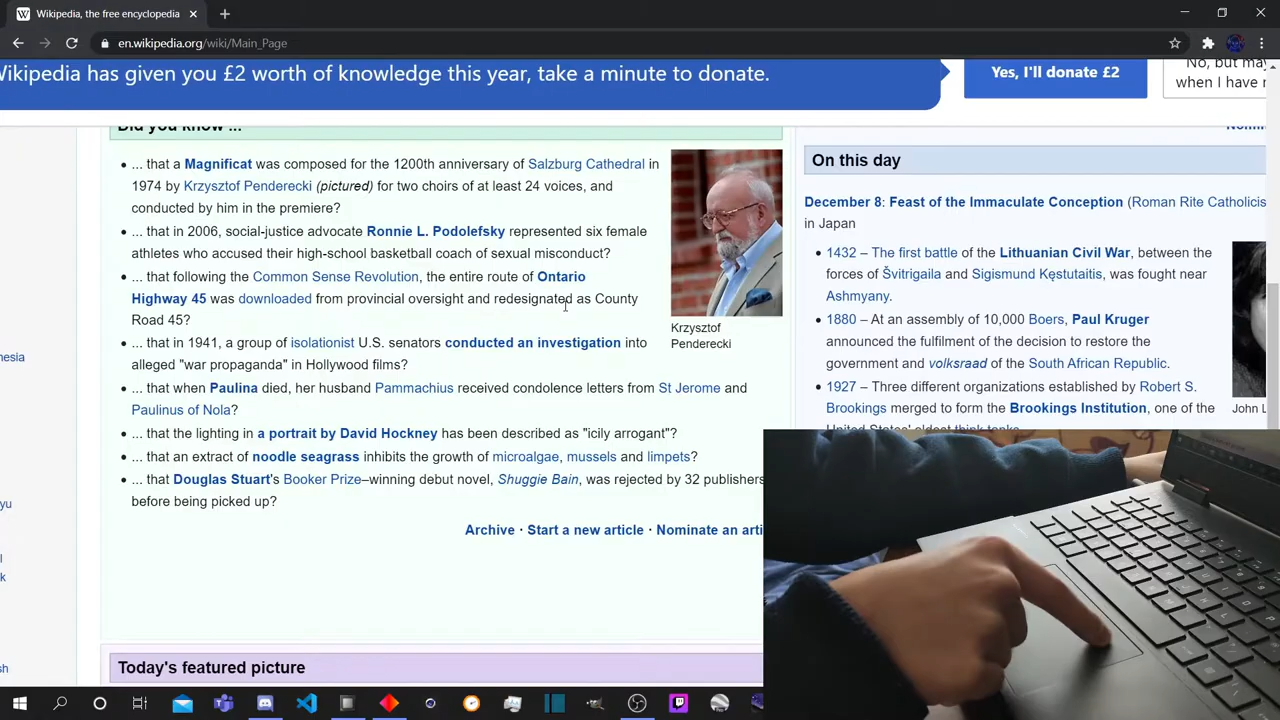 Wikipedia, the free encyclopedia
en.wikipedia.org/wiki/Main_Page
Wikipedia has given you £2 worth of knowledge this year, take a minute to donate.
Yes, I'll donate £2
No, but may
when I have
Did you know ...
... that a Magnificat was composed for the 1200th anniversary of Salzburg Cathedral in
1974 by Krzysztof Penderecki (pictured) for two choirs of at least 24 voices, and
conducted by him in the premiere?
... that in 2006, social-justice advocate Ronnie L. Podolefsky represented six female
athletes who accused their high-school basketball coach of sexual misconduct?
... that following the Common Sense Revolution, the entire route of Ontario
Highway 45 was downloaded from provincial oversight and redesignated as County
Road 45?
... that in 1941, a group of isolationist U.S. senators conducted an investigation into
alleged "war propaganda" in Hollywood films?
... that when Paulina died, her husband Pammachius received condolence letters from St Jerome and
Paulinus of Nola?
... that the lighting in a portrait by David Hockney has been described as "icily arrogant"?
... that an extract of noodle seagrass inhibits the growth of microalgae, mussels and limpets?
... that Douglas Stuart's Booker Prize–winning debut novel, Shuggie Bain, was rejected by 32 publishers
before being picked up?
Krzysztof
Penderecki
Archive · Start a new article · Nominate an arti
Today's featured picture
On this day
December 8: Feast of the Immaculate Conception (Roman Rite Catholicis
in Japan
1432 – The first battle of the Lithuanian Civil War, between the
forces of Švitrigaila and Sigismund Kęstutaitis, was fought near
Ashmyany.
1880 – At an assembly of 10,000 Boers, Paul Kruger
announced the fulfilment of the decision to restore the
government and volksraad of the South African Republic.
1927 – Three different organizations established by Robert S.
Brookings merged to form the Brookings Institution, one of the
United States' oldest think tanks.
John L
nesia
yu
l
k
sh